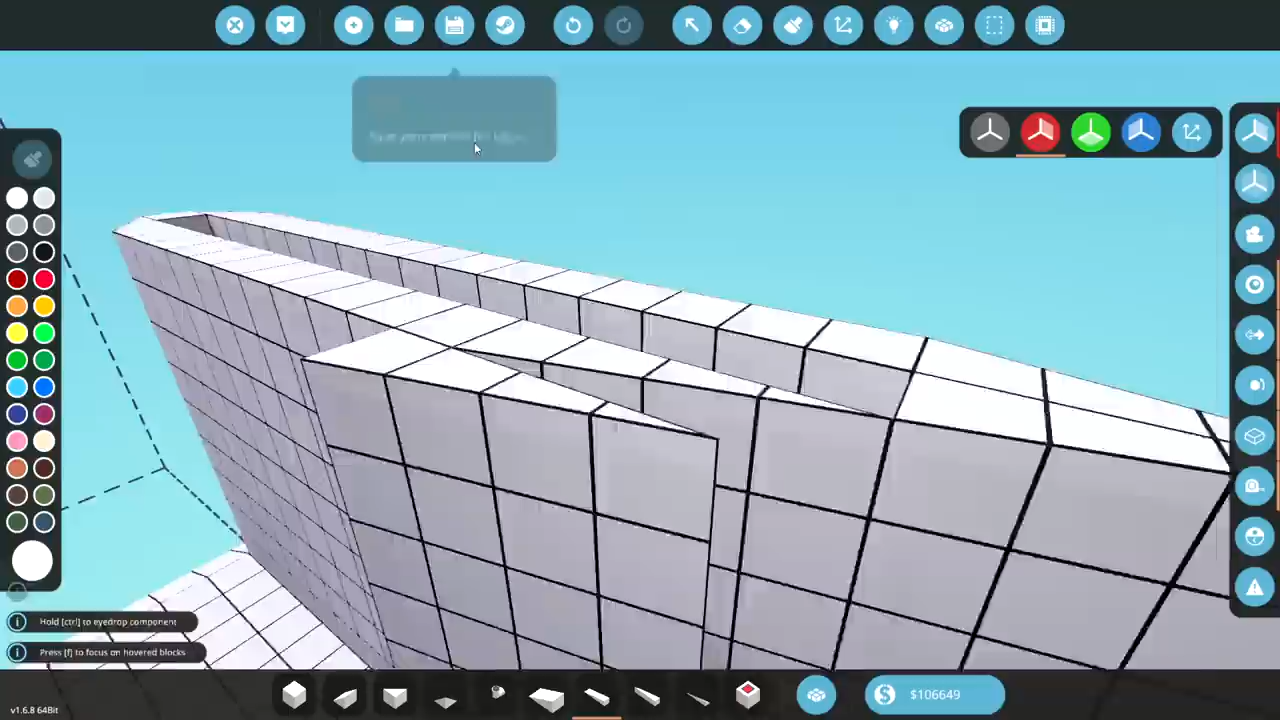 Hold [ctrl] to eyedrop component
Press [f] to focus on hovered blocks
$106649
v1.6.8 64Bit